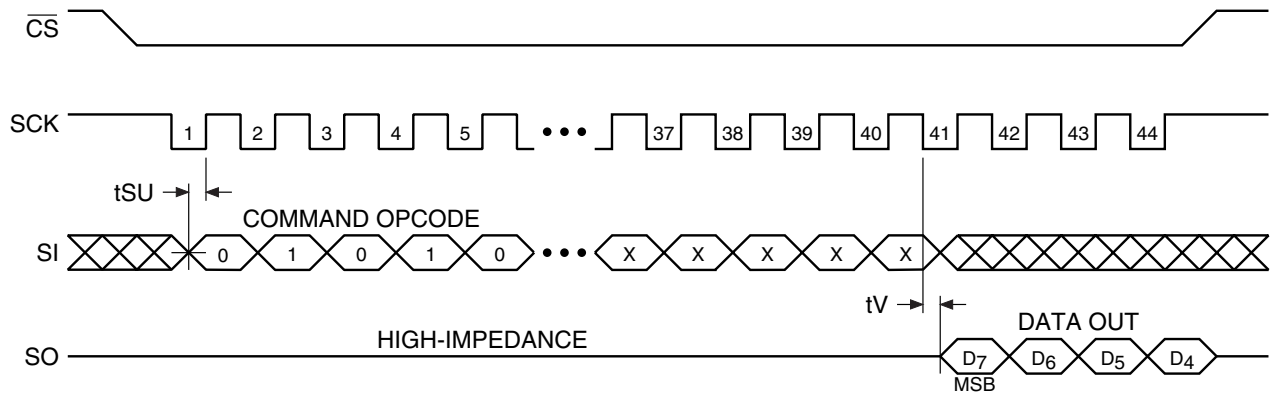 CS
SCK 1 2 3 4 5 ••• 37 38 39 40 41 42 43 44
tSU
COMMAND OPCODE
SI 0 1 0 1 0 ••• X X X X X
tV
HIGH-IMPEDANCE
DATA OUT
SO D7 D6 D5 D4
MSB